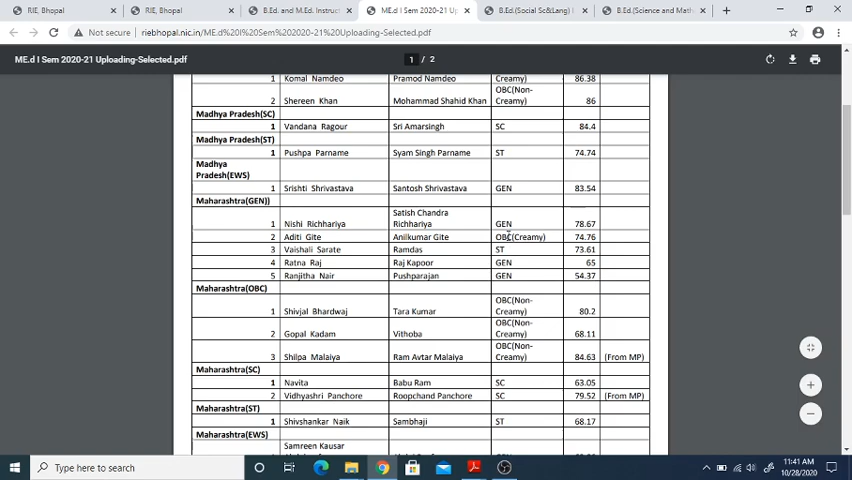 RIE, Bhopal
RIE, Bhopal
B.Ed. and M.Ed. Instruct
ME.d I Sem 2020-21 Upl
B.Ed.(Social Sc&Lang) I
B.Ed.(Science and Math
Not secure | riebhopal.nic.in/ME.d%20I%20Sem%202020-21%20Uploading-Selected.pdf
ME.d I Sem 2020-21 Uploading-Selected.pdf
1 / 2
1 Komal Namdeo Pramod Namdeo Creamy) 86.38
2 Shereen Khan Mohammad Shahid Khan OBC(Non-Creamy) 86
Madhya Pradesh(SC)
1 Vandana Ragour Sri Amarsingh SC 84.4
Madhya Pradesh(ST)
1 Pushpa Parname Syam Singh Parname ST 74.74
Madhya
Pradesh(EWS)
1 Srishti Shrivastava Santosh Shrivastava GEN 83.54
Maharashtra(GEN))
1 Nishi Richhariya Satish Chandra Richhariya GEN 78.67
2 Aditi Gite Anilkumar Gite OBC(Creamy) 74.76
3 Vaishali Sarate Ramdas ST 73.61
4 Ratna Raj Raj Kapoor GEN 65
5 Ranjitha Nair Pushparajan GEN 54.37
Maharashtra(OBC)
1 Shivjal Bhardwaj Tara Kumar OBC(Non-Creamy) 80.2
2 Gopal Kadam Vithoba OBC(Non-Creamy) 68.11
3 Shilpa Malaiya Ram Avtar Malaiya OBC(Non-Creamy) 84.63 (From MP)
Maharashtra(SC)
1 Navita Babu Ram SC 63.05
2 Vidhyashri Panchore Roopchand Panchore SC 79.52 (From MP)
Maharashtra(ST)
1 Shivshankar Naik Sambhaji ST 68.17
Maharashtra(EWS)
Samreen Kausar
Type here to search
11:41 AM
10/28/2020